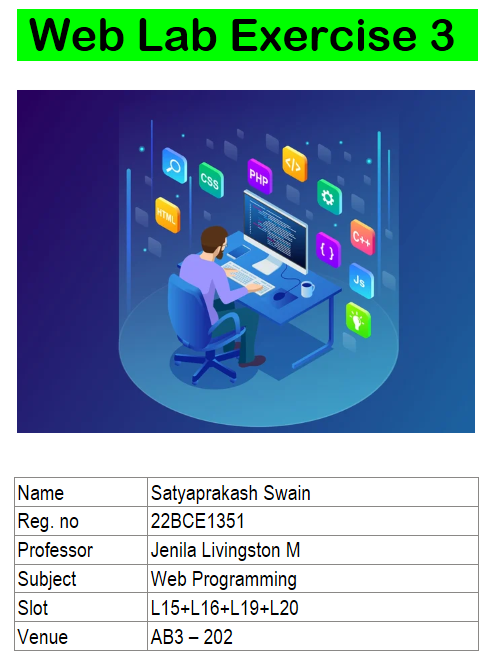 Web Lab Exercise 3
CSS
PHP
</>
HTML
{ }
C++
Js
Name Satyaprakash Swain
Reg. no 22BCE1351
Professor Jenila Livingston M
Subject Web Programming
Slot L15+L16+L19+L20
Venue AB3 – 202